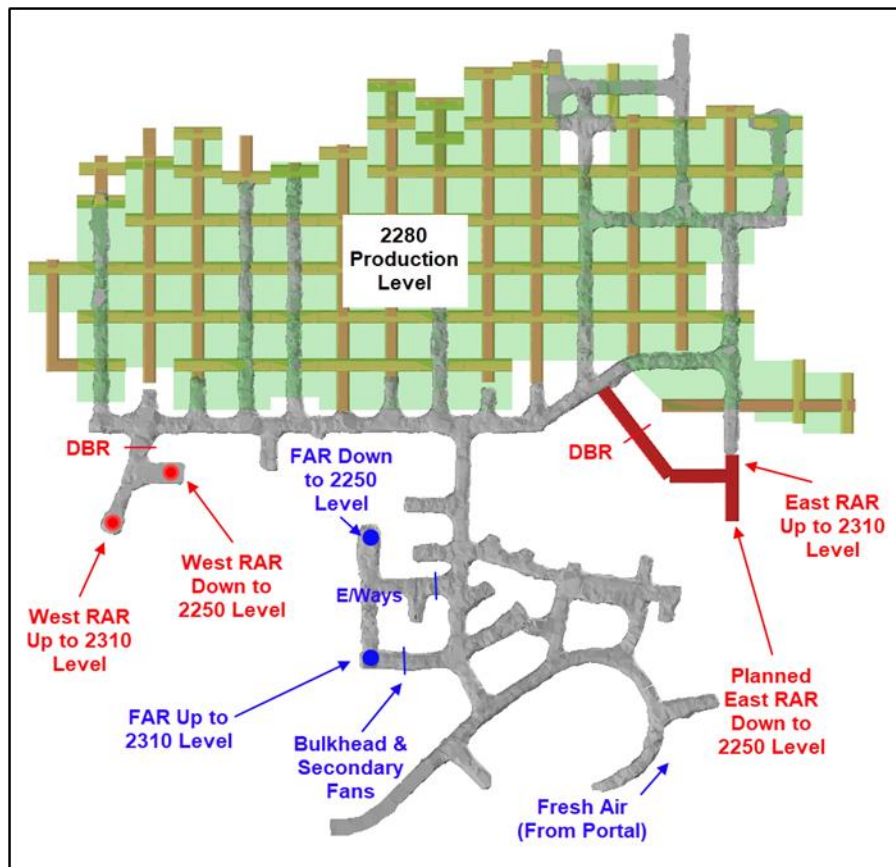 2280
Production
Level
DBR
FAR Down
to 2250
Level
DBR
East RAR
Up to 2310
Level
West RAR
Down to
2250 Level
West RAR
Up to 2310
Level
E/Ways
FAR Up to
2310 Level
Bulkhead &
Secondary
Fans
Planned
East RAR
Down to
2250 Level
Fresh Air
(From Portal)